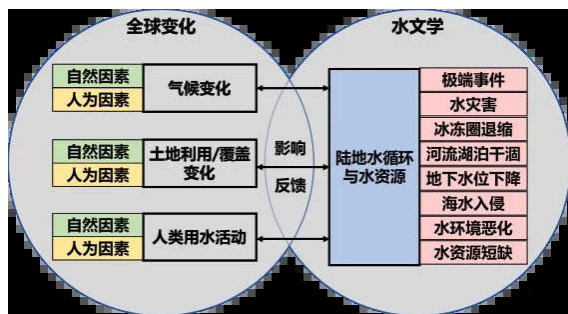 全球变化
水文学
自然因素
人为因素
气候变化
自然因素
人为因素
土地利用/覆盖
变化
自然因素
人为因素
人类用水活动
影响
反馈
陆地水循环
与水资源
极端事件
水灾害
冰冻圈退缩
河流湖泊干涸
地下水位下降
海水入侵
水环境恶化
水资源短缺